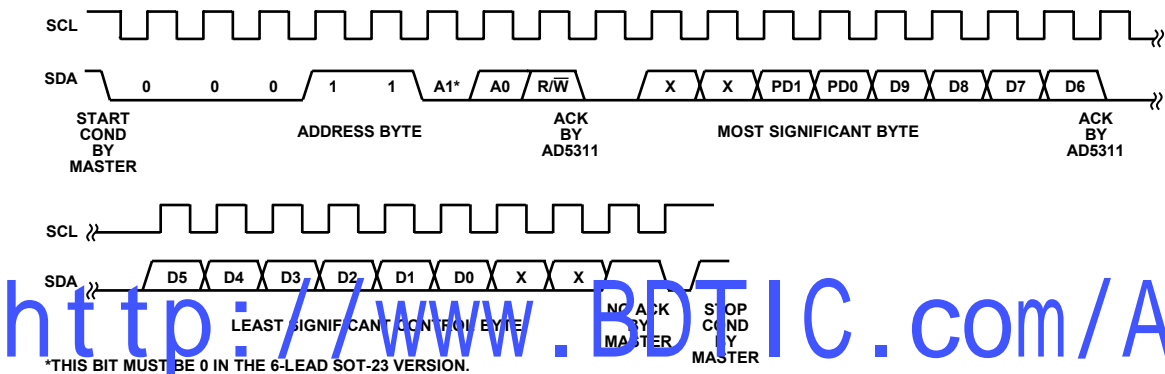 SCL
SDA 0 0 0 1 1 A1* A0 R/W̅ X X PD1 PD0 D9 D8 D7 D6
START COND BY MASTER
ADDRESS BYTE
ACK BY AD5311
MOST SIGNIFICANT BYTE
ACK BY AD5311
SCL
SDA D5 D4 D3 D2 D1 D0 X X
LEAST SIGNIFICANT CONTROL BYTE
NO ACK BY MASTER
STOP COND BY MASTER
http://www.BDTIC.com/A
*THIS BIT MUST BE 0 IN THE 6-LEAD SOT-23 VERSION.